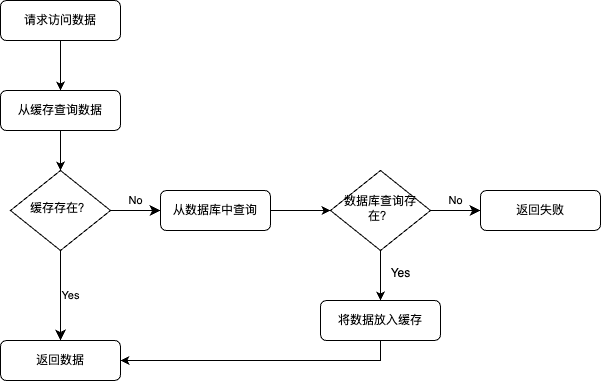 请求访问数据
从缓存查询数据
缓存存在?
No
从数据库中查询
数据库查询存
在?
No
返回失败
Yes
Yes
将数据放入缓存
返回数据